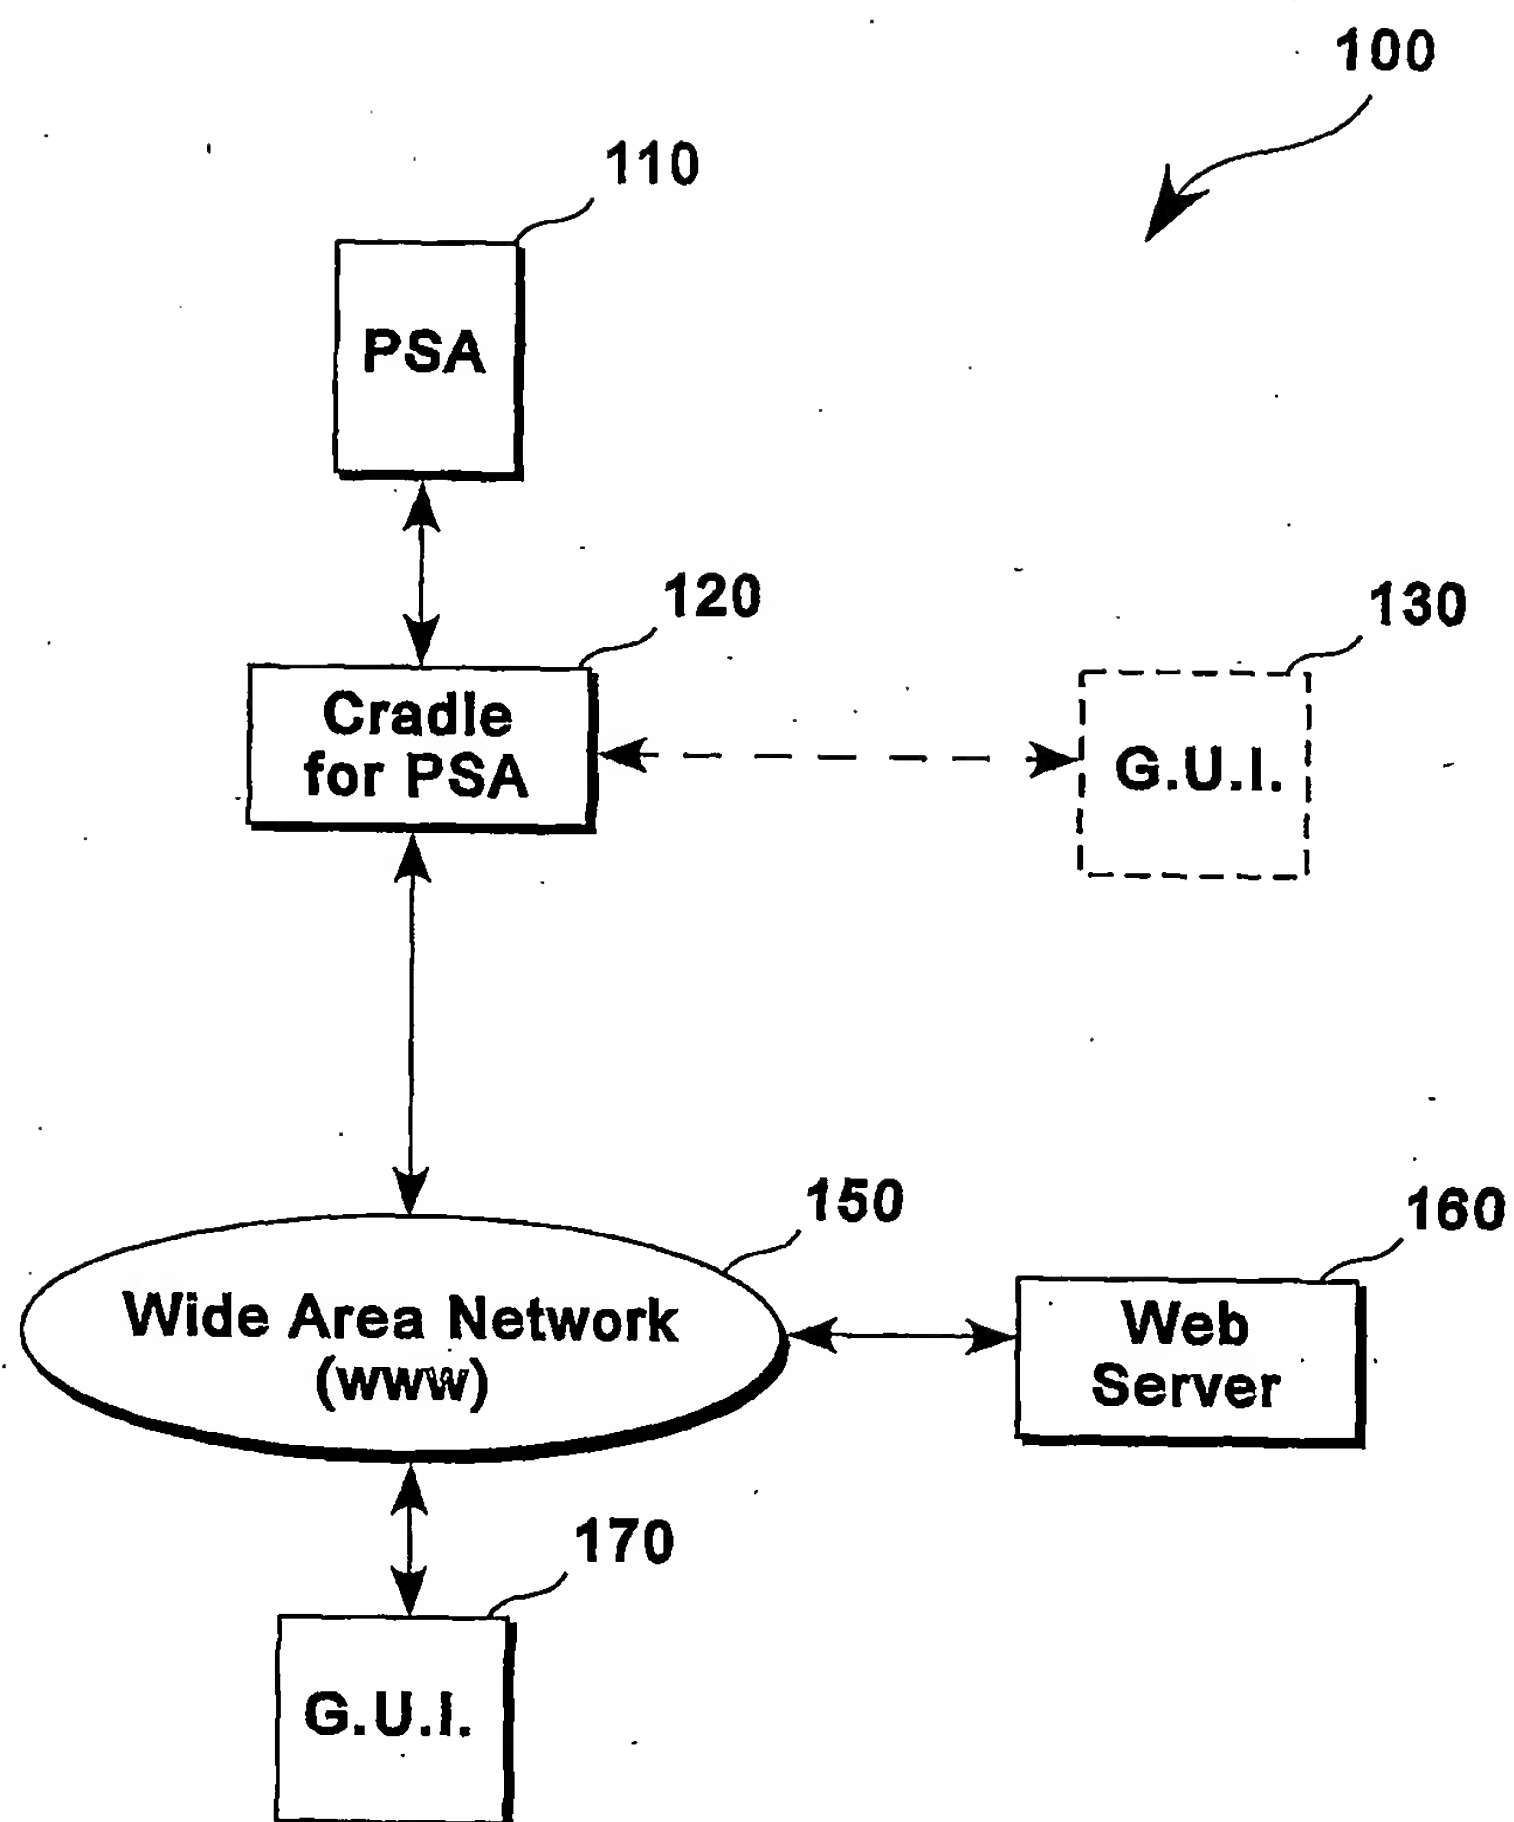 100
110
PSA
120
130
Cradle
for PSA
G.U.I.
150
160
Wide Area Network
(www)
Web
Server
170
G.U.I.